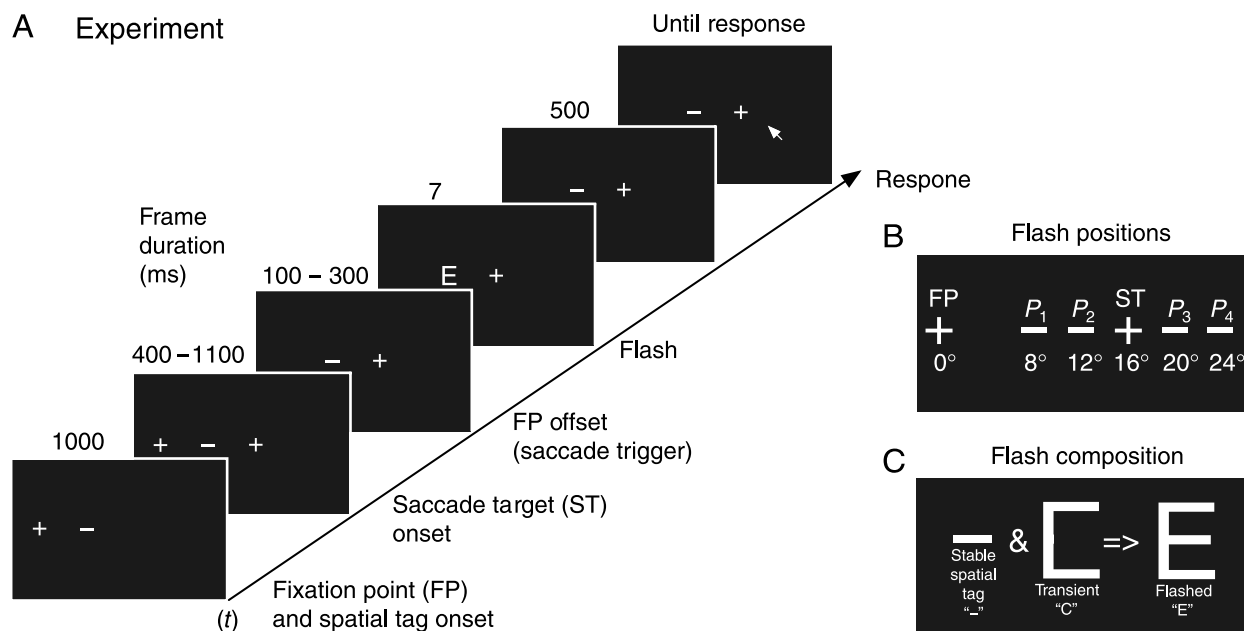 A Experiment
Until response
500
7
Respone
Frame
duration
(ms)
100 – 300
E
Flash
400 –1100
FP offset
(saccade trigger)
1000
Saccade target (ST)
onset
Fixation point (FP)
and spatial tag onset
(t)
B Flash positions
FP P1 P2 ST P3 P4
+ – – + – –
0° 8° 12° 16° 20° 24°
C Flash composition
– & C => E
Stable
spatial
tag
“–”
Transient
“C”
Flashed
“E”